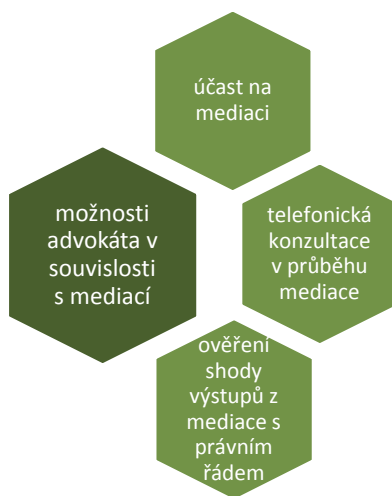 účast na
mediaci
možnosti
advokáta v
souvislosti
s mediací
telefonická
konzultace
v průběhu
mediace
ověření
shody
výstupů z
mediace s
právním
řádem